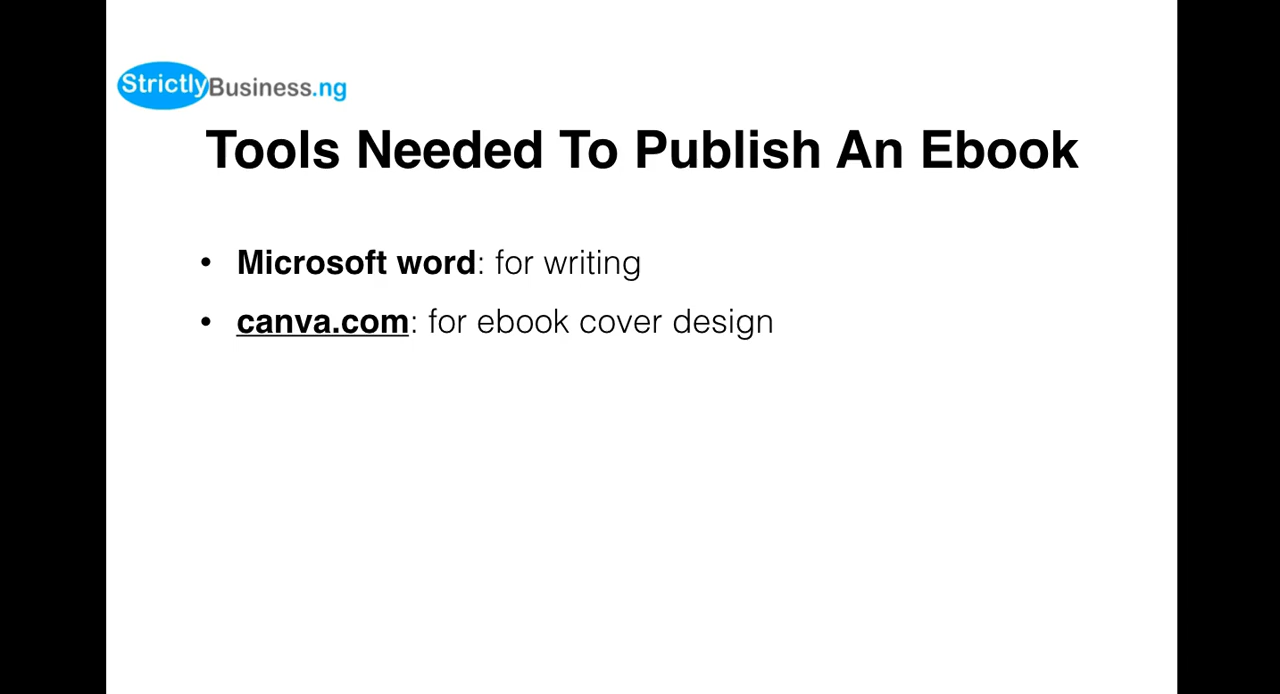 StrictlyBusiness.ng
Tools Needed To Publish An Ebook
• Microsoft word: for writing
• canva.com: for ebook cover design